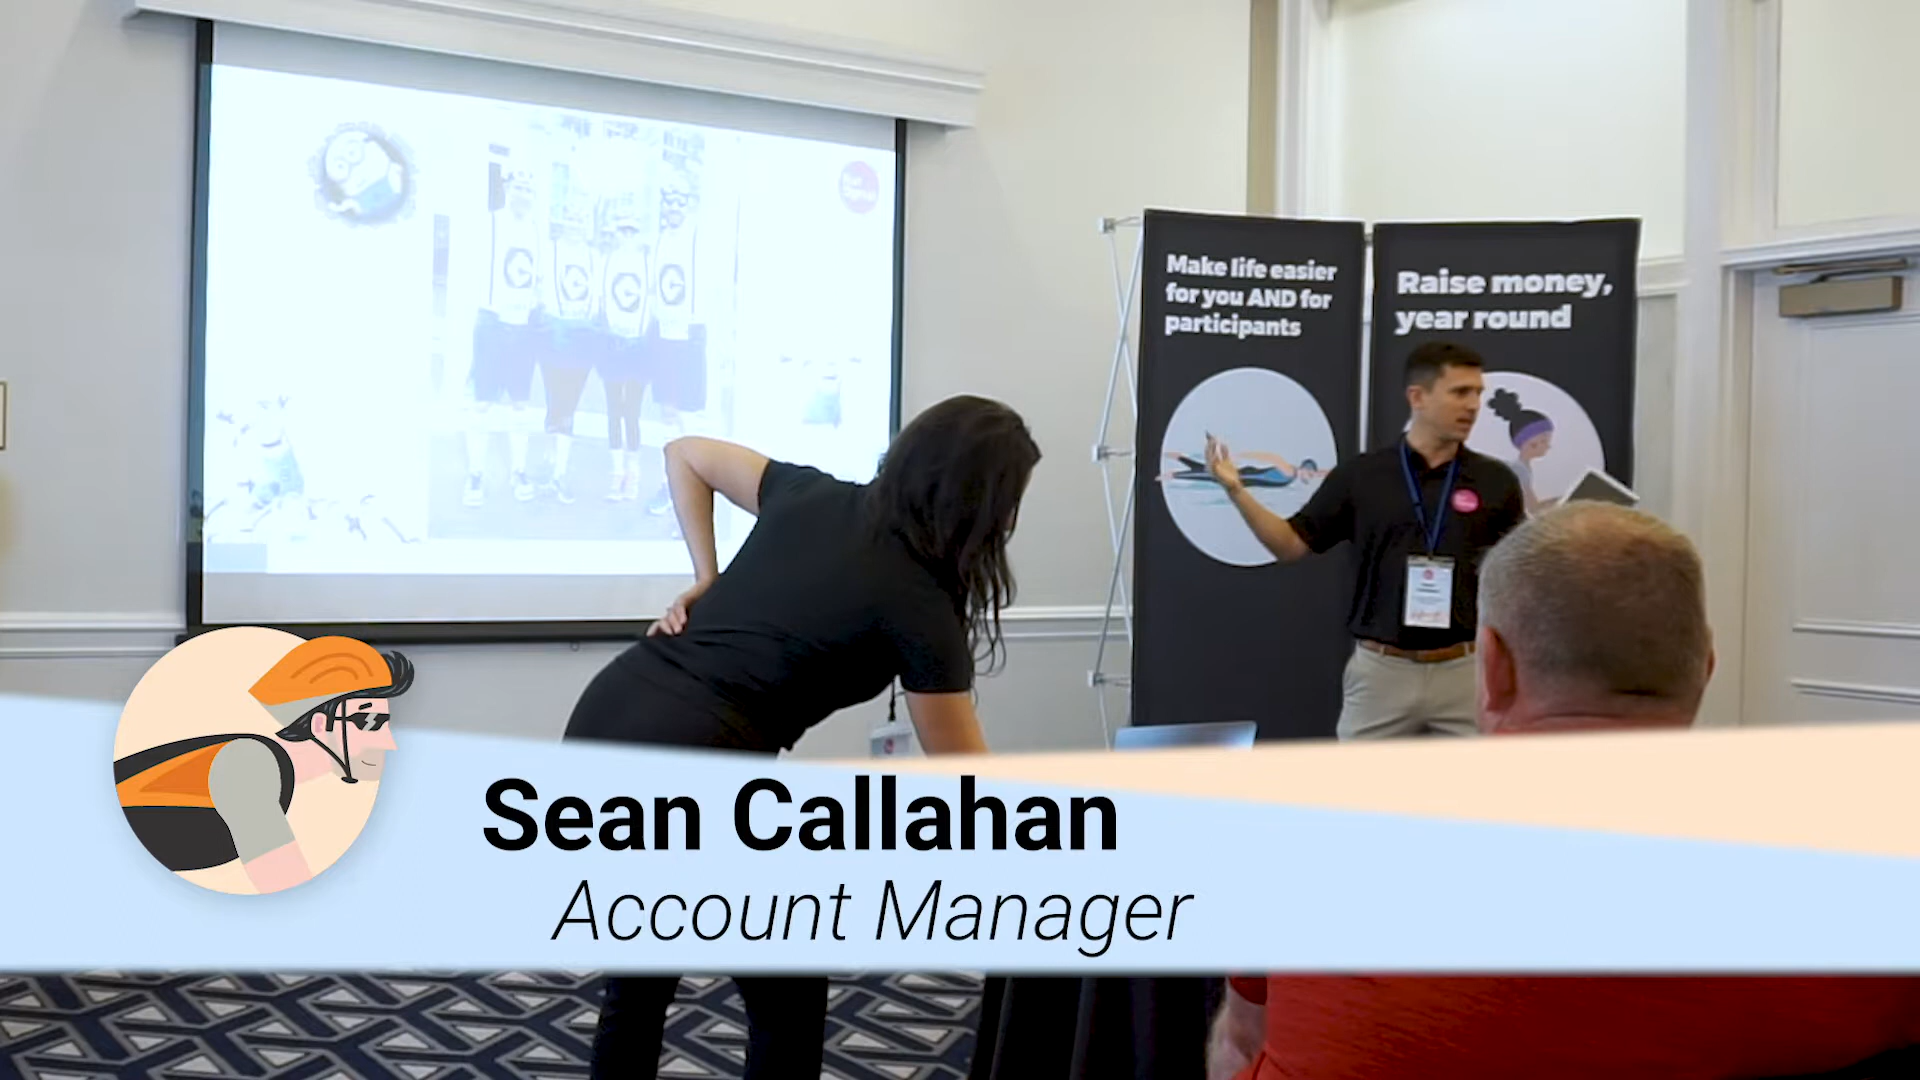 G G G G
Make life easier
for you AND for
participants
Raise money,
year round
Sean Callahan
Account Manager